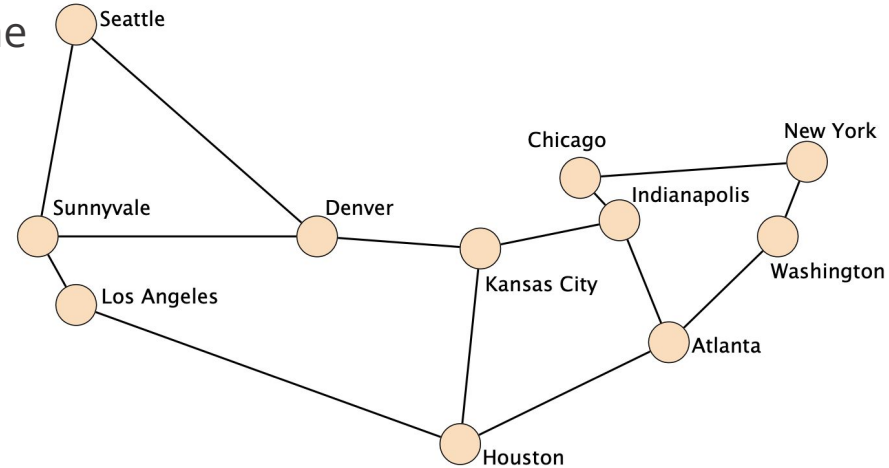 Seattle
Chicago
New York
Indianapolis
Sunnyvale
Denver
Washington
Kansas City
Los Angeles
Atlanta
Houston